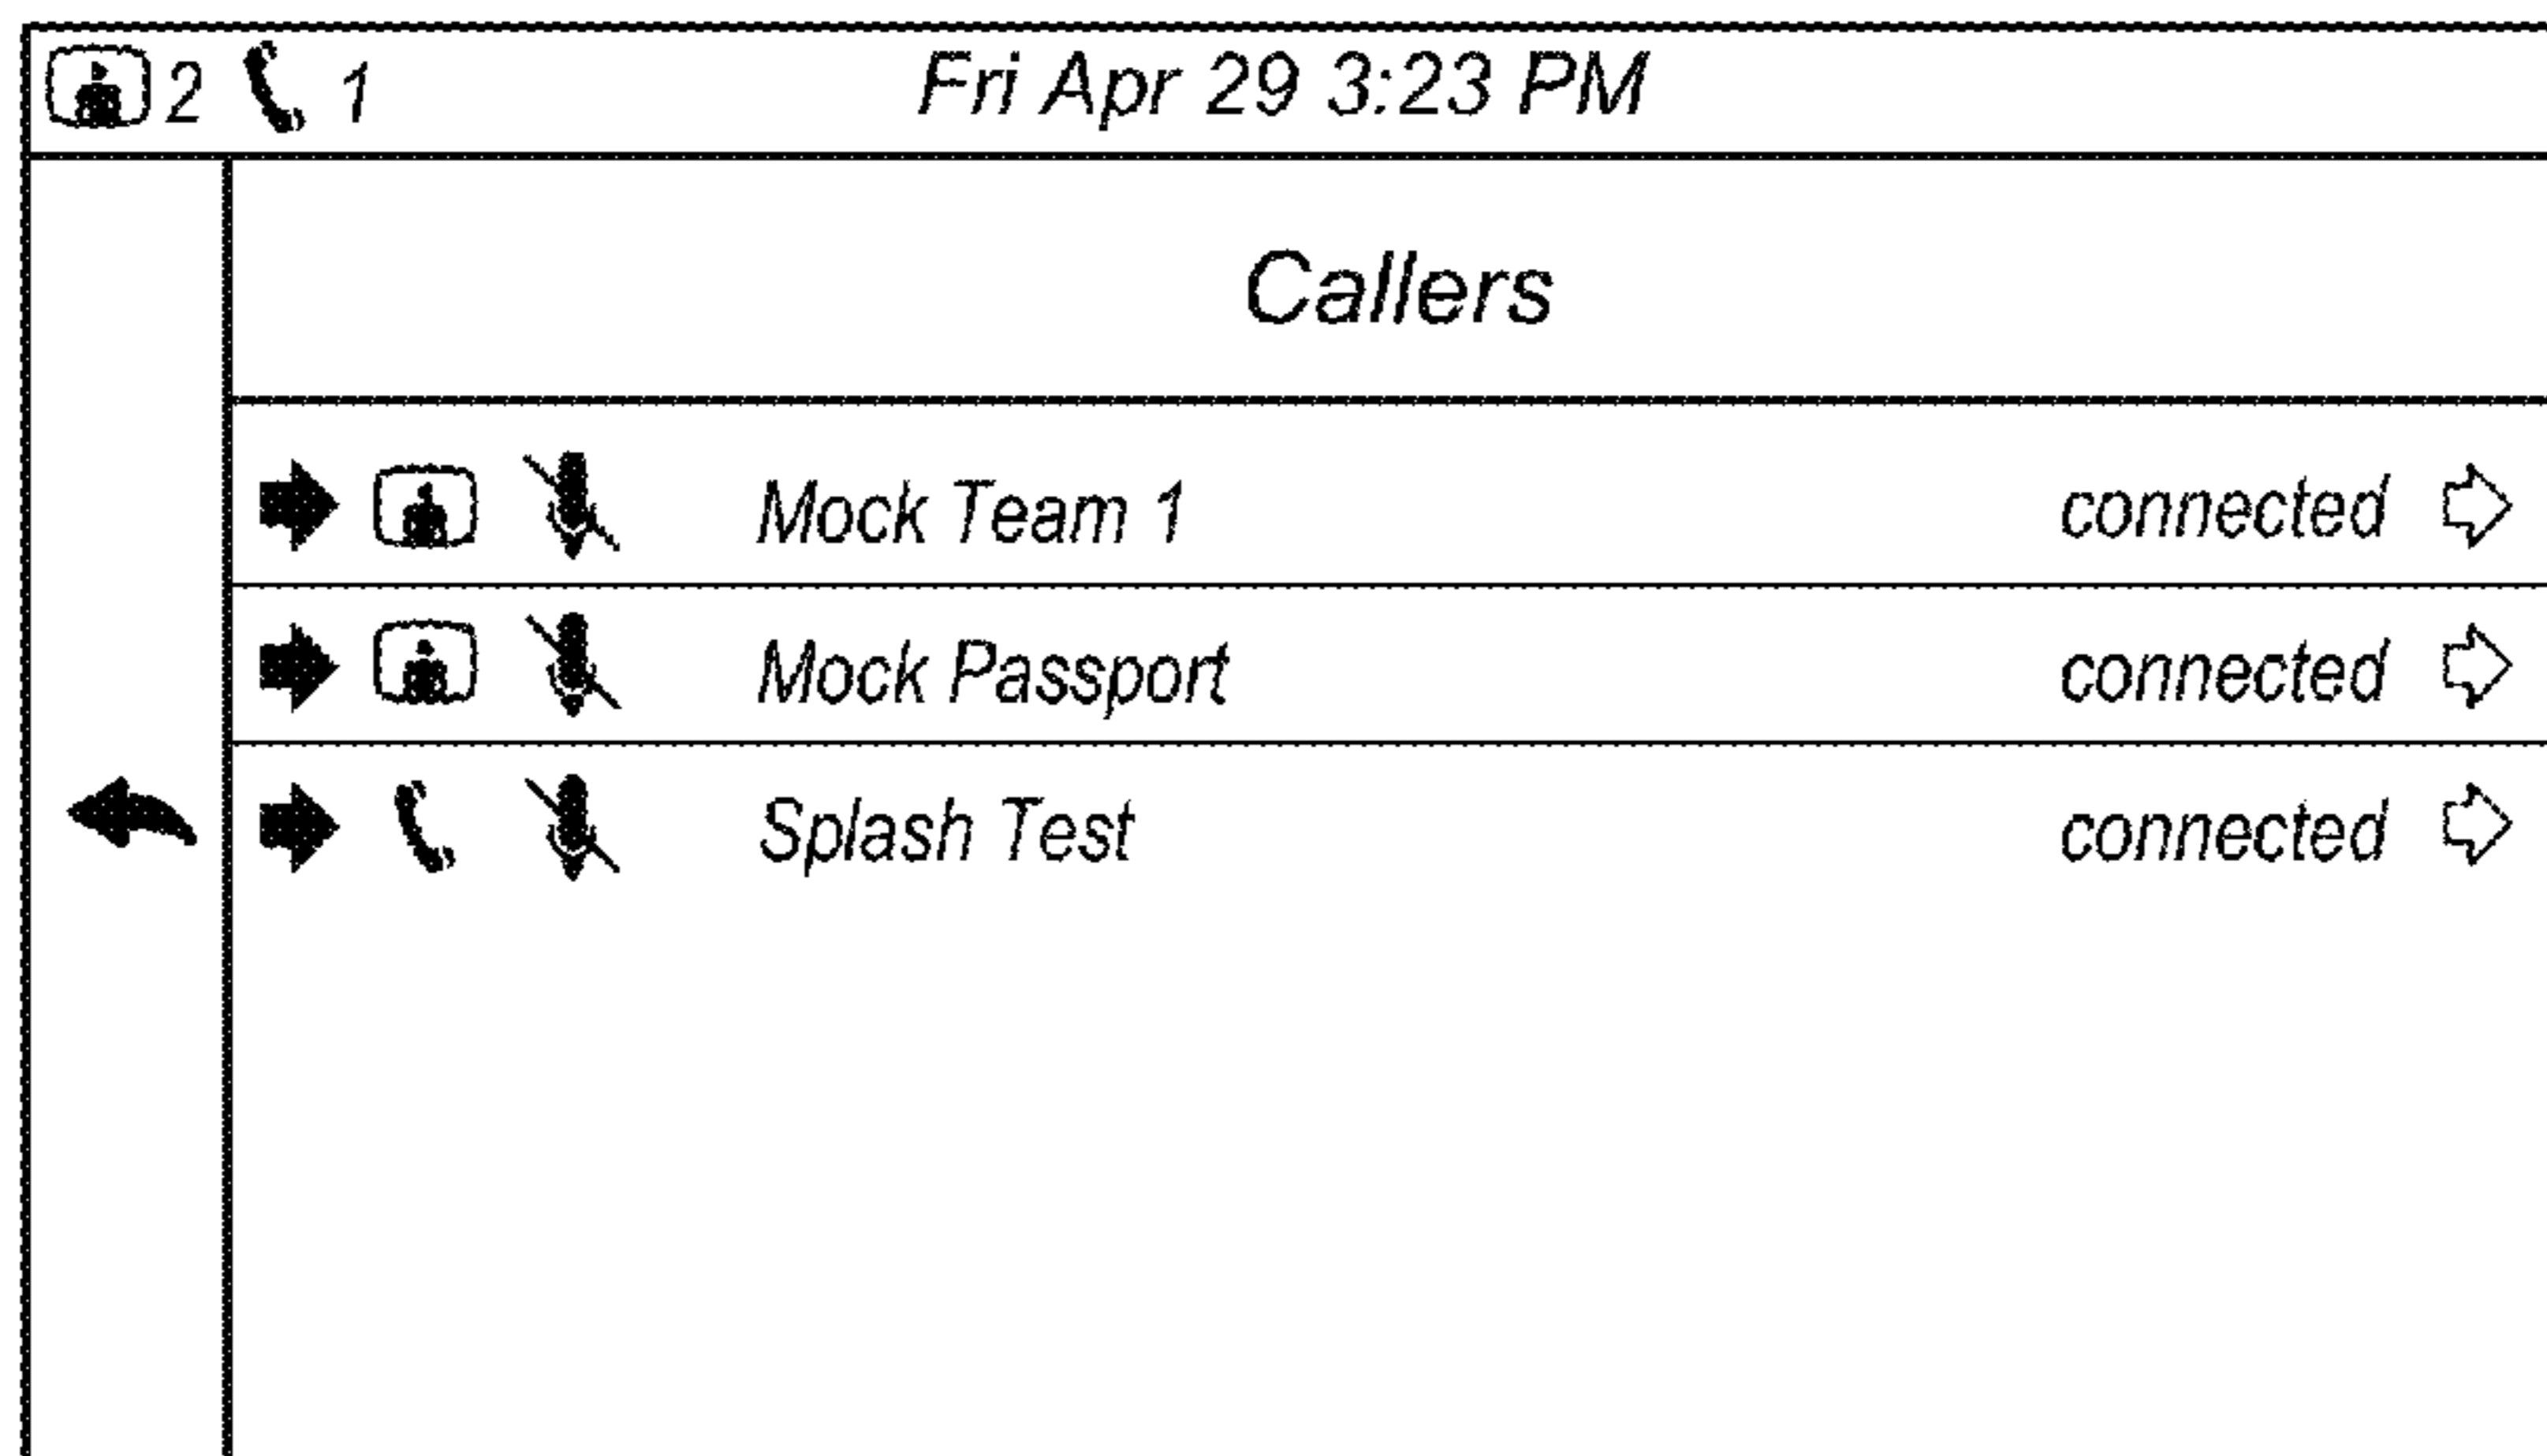 2 1 Fri Apr 29 3:23 PM
Callers
Mock Team 1 connected
Mock Passport connected
Splash Test connected